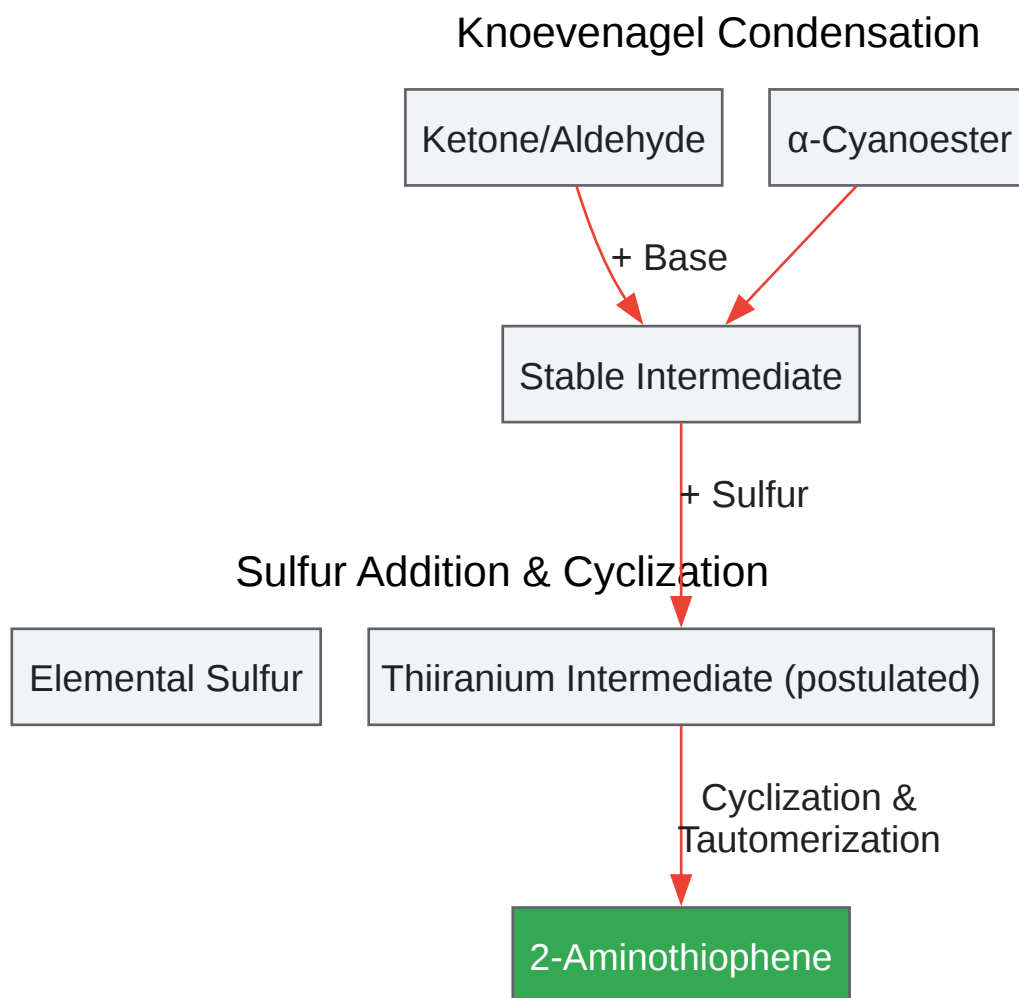 Knoevenagel Condensation
Ketone/Aldehyde
α-Cyanoester
+ Base
Stable Intermediate
+ Sulfur
Sulfur Addition & Cyclization
Elemental Sulfur
Thiiranium Intermediate (postulated)
Cyclization &
Tautomerization
2-Aminothiophene